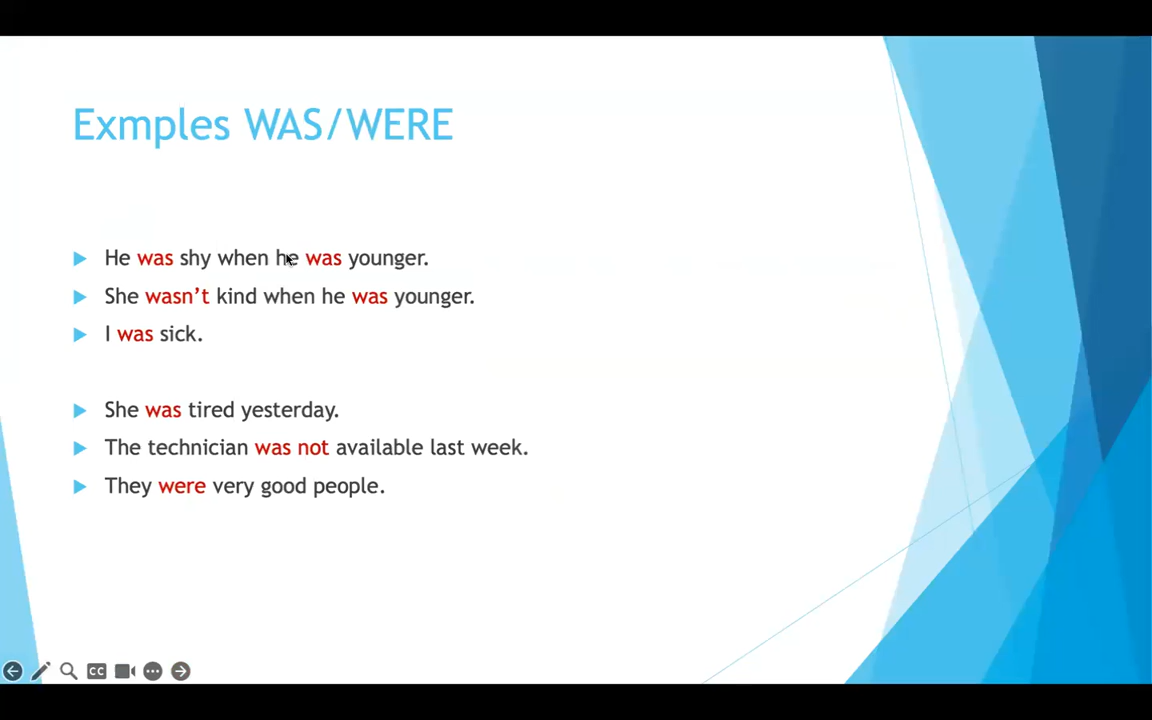 Exmples WAS/WERE
He was shy when he was younger.
She wasn't kind when he was younger.
I was sick.
She was tired yesterday.
The technician was not available last week.
They were very good people.
CC